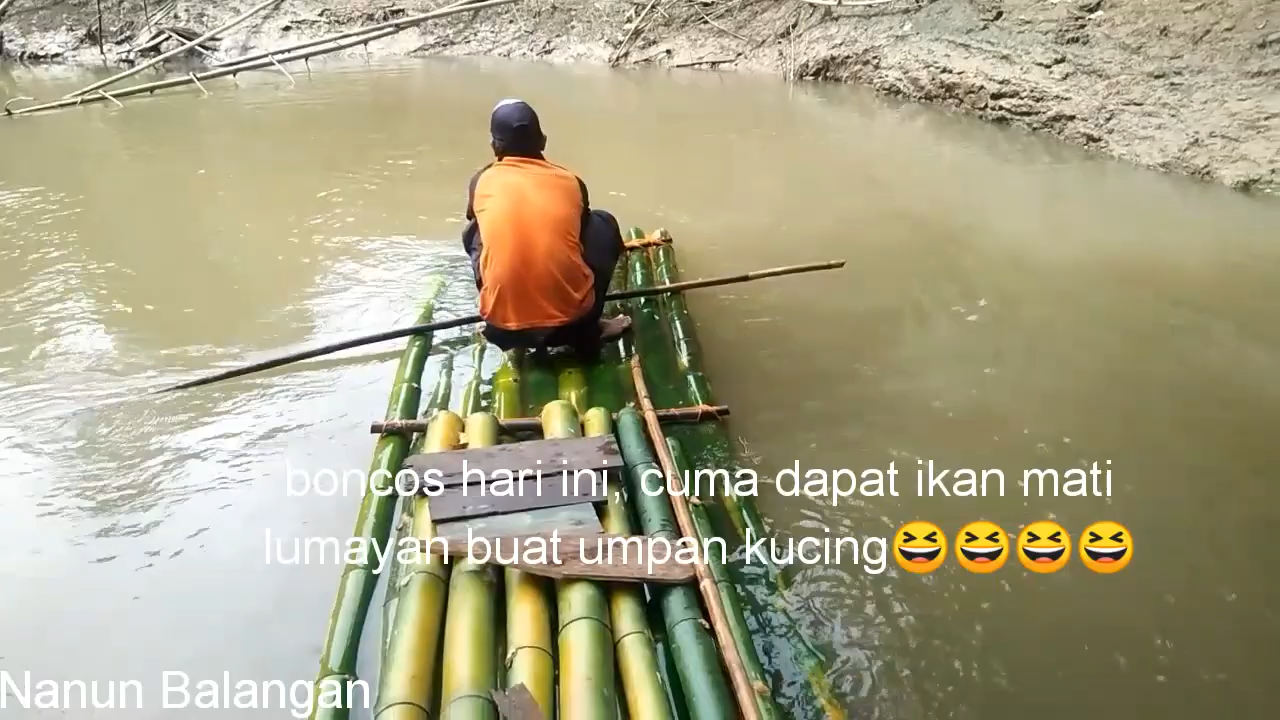 boncos hari ini, cuma dapat ikan mati
lumayan buat umpan kucing😆😆😆😆
Nanun Balangan